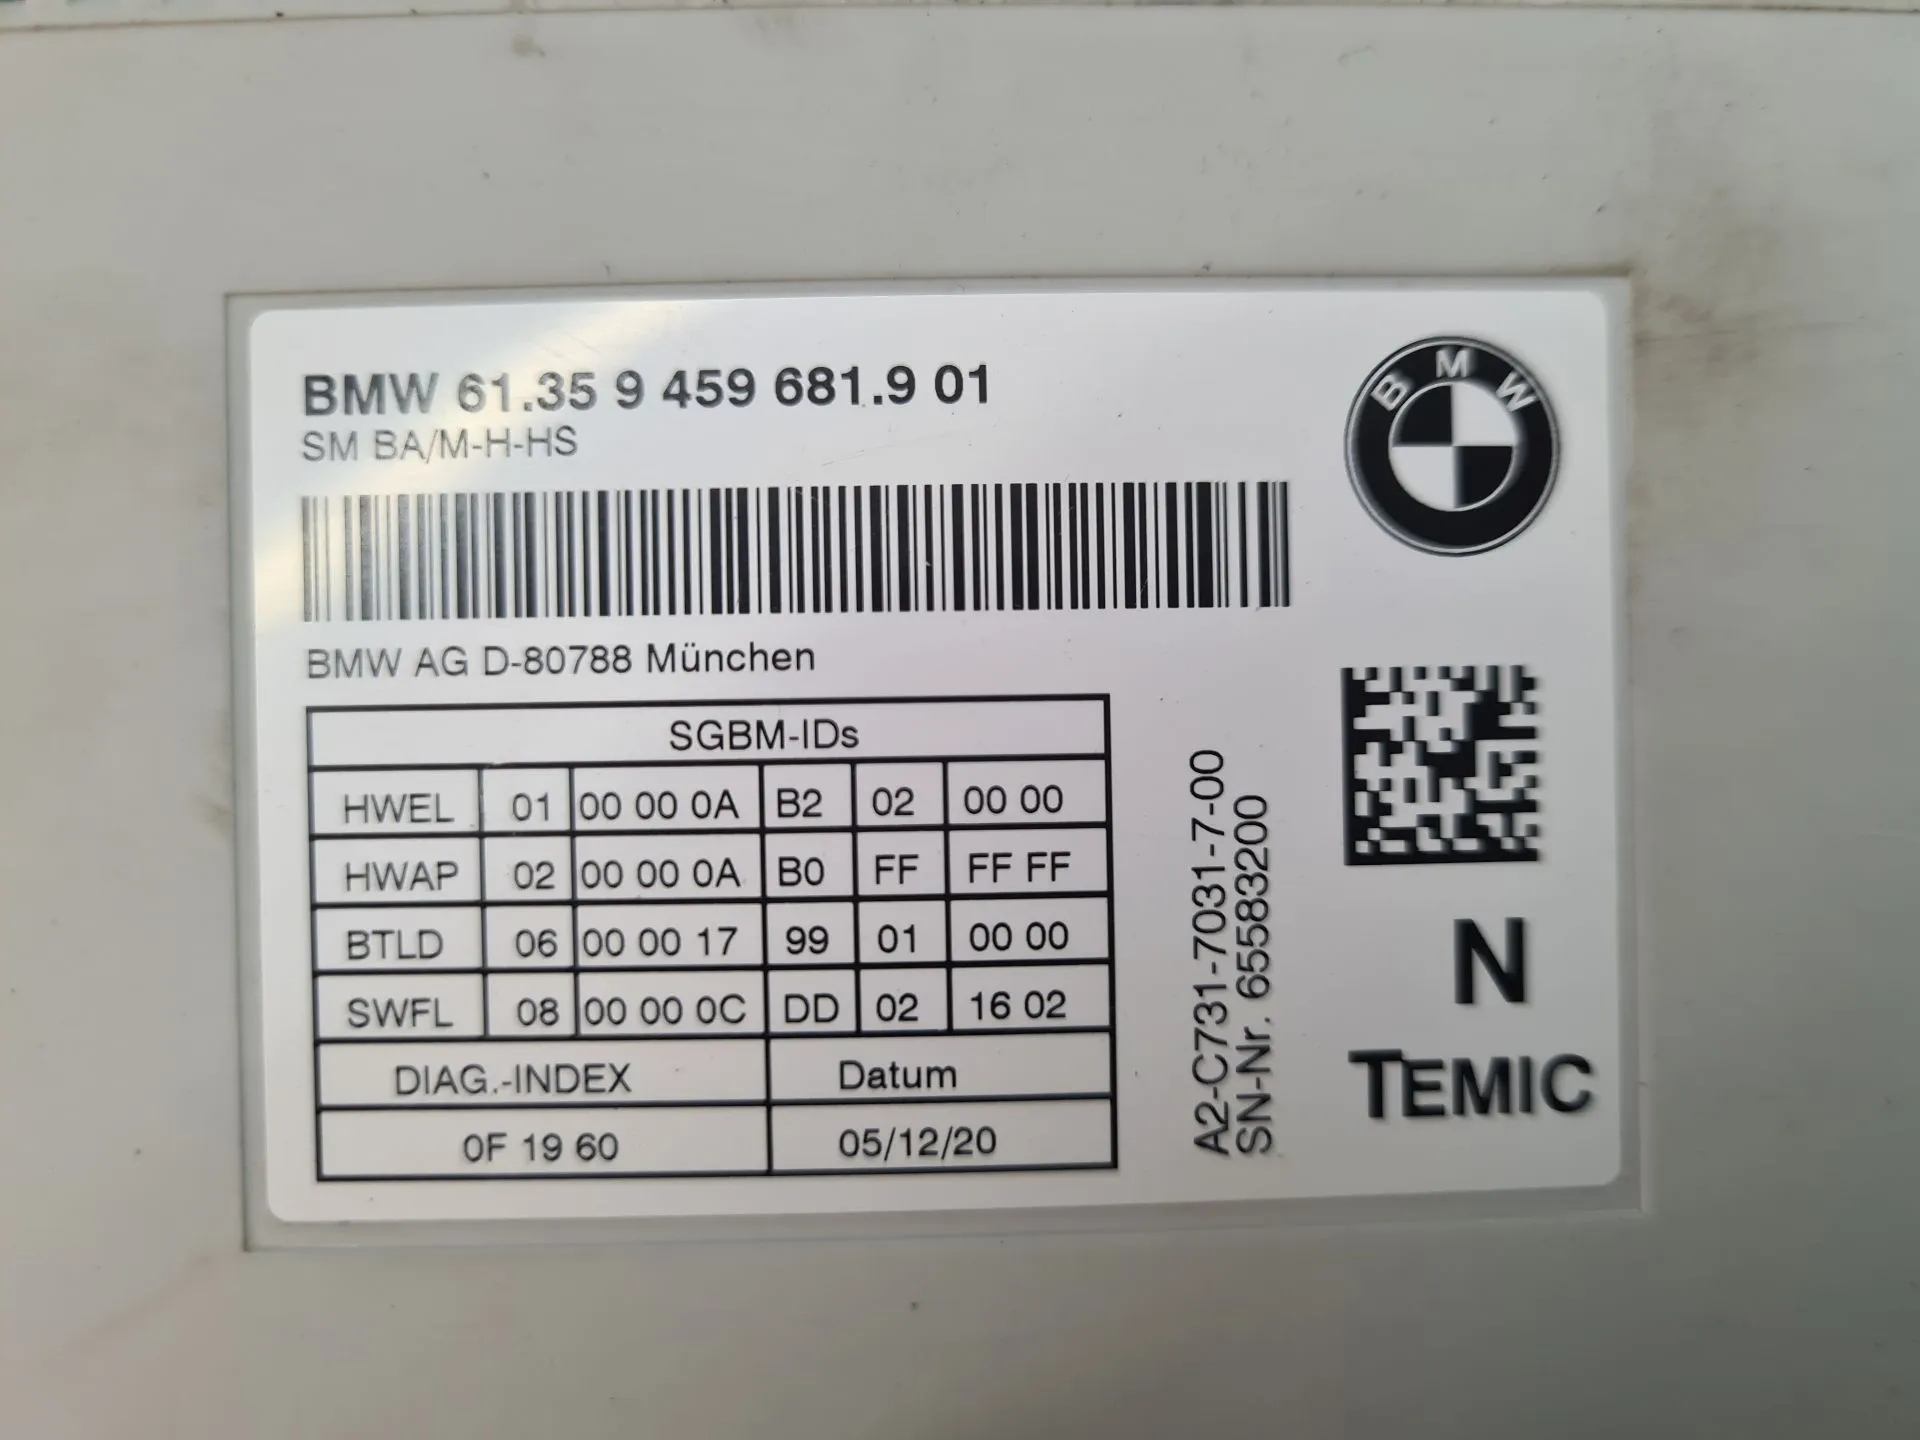 BMW 61.35 9 459 681.9 01
SM BA/M-H-HS
BMW
BMW AG D-80788 München
SGBM-IDs
HWEL 01 00 00 0A B2 02 00 00
HWAP 02 00 00 0A B0 FF FF FF
BTLD 06 00 00 17 99 01 00 00
SWFL 08 00 00 0C DD 02 16 02
DIAG.-INDEX Datum
0F 19 60 05/12/20
A2-C731-7031-7-00
SN-Nr. 65583200
N
TEMIC